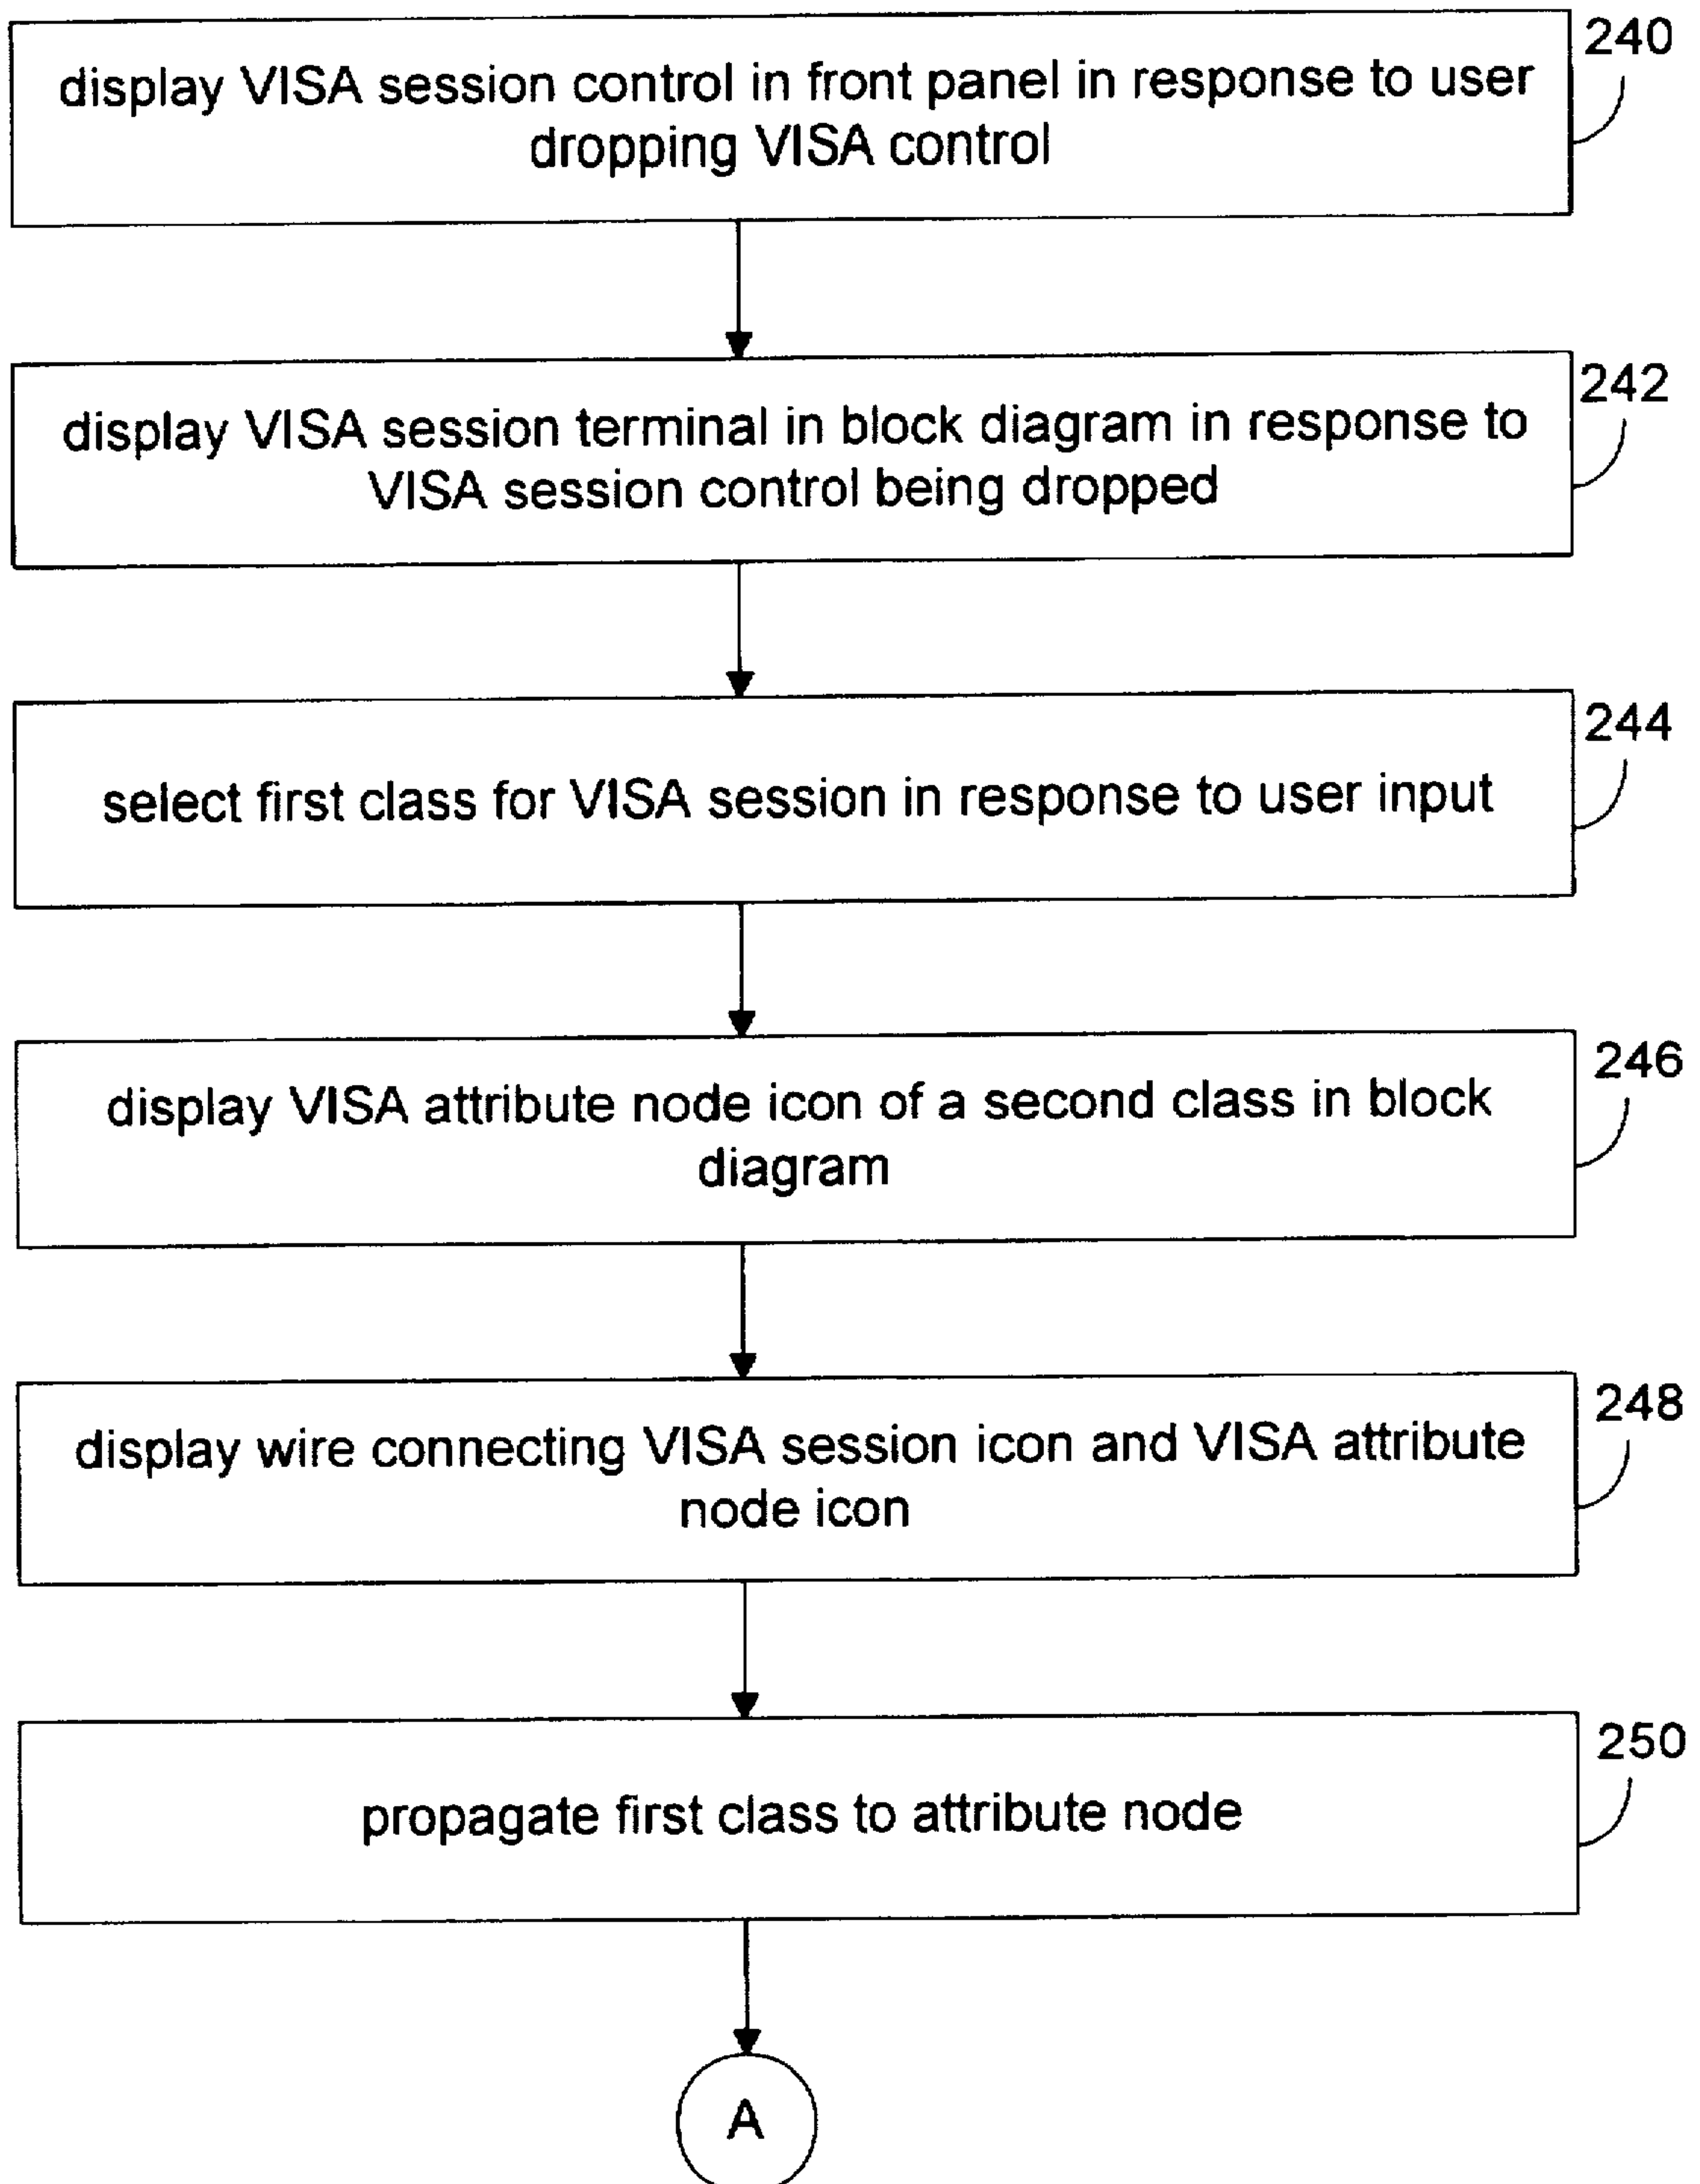 240
display VISA session control in front panel in response to user
dropping VISA control
242
display VISA session terminal in block diagram in response to
VISA session control being dropped
244
select first class for VISA session in response to user input
246
display VISA attribute node icon of a second class in block
diagram
248
display wire connecting VISA session icon and VISA attribute
node icon
250
propagate first class to attribute node
A